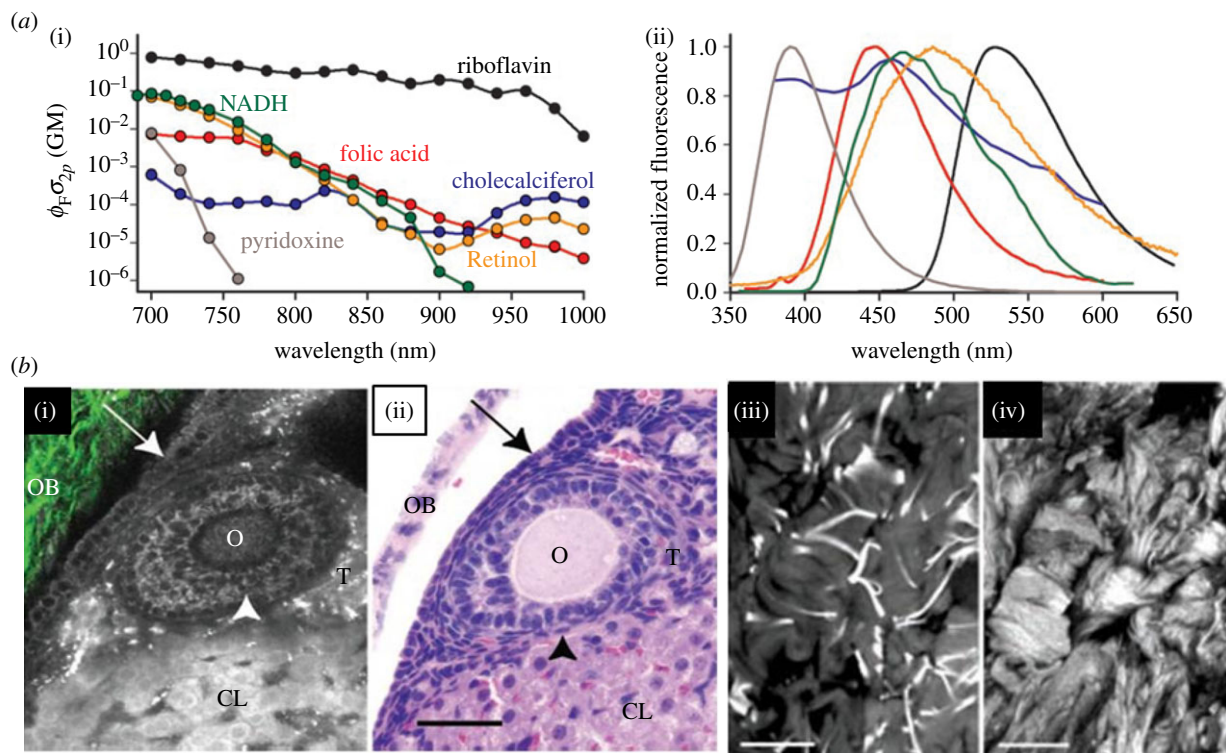 (a)
(i)
10⁰
10⁻¹
10⁻²
10⁻³
10⁻⁴
10⁻⁵
10⁻⁶
ϕ_Fσ_2p (GM)
riboflavin
NADH
folic acid
cholecalciferol
pyridoxine
Retinol
700 750 800 850 900 950 1000
wavelength (nm)
(ii)
1.0
0.8
0.6
0.4
0.2
0.0
normalized fluorescence
350 400 450 500 550 600 650
wavelength (nm)
(b)
(i)
OB
O
T
CL
(ii)
OB
O
T
CL
(iii)
(iv)